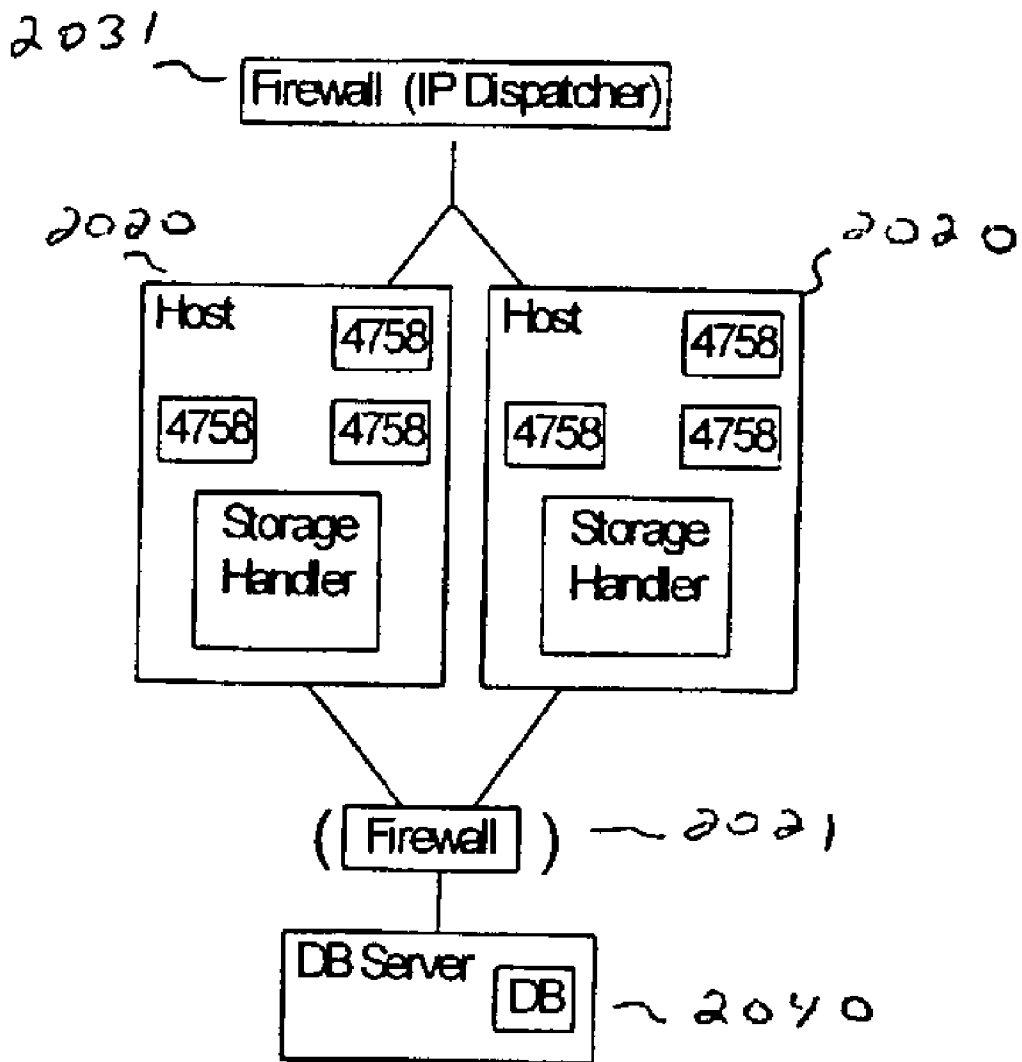 2031
Firewall (IP Dispatcher)
2020
2020
Host
4758
4758
4758
Storage
Handler
Host
4758
4758
4758
Storage
Handler
( Firewall )
2021
DB Server
DB
2040